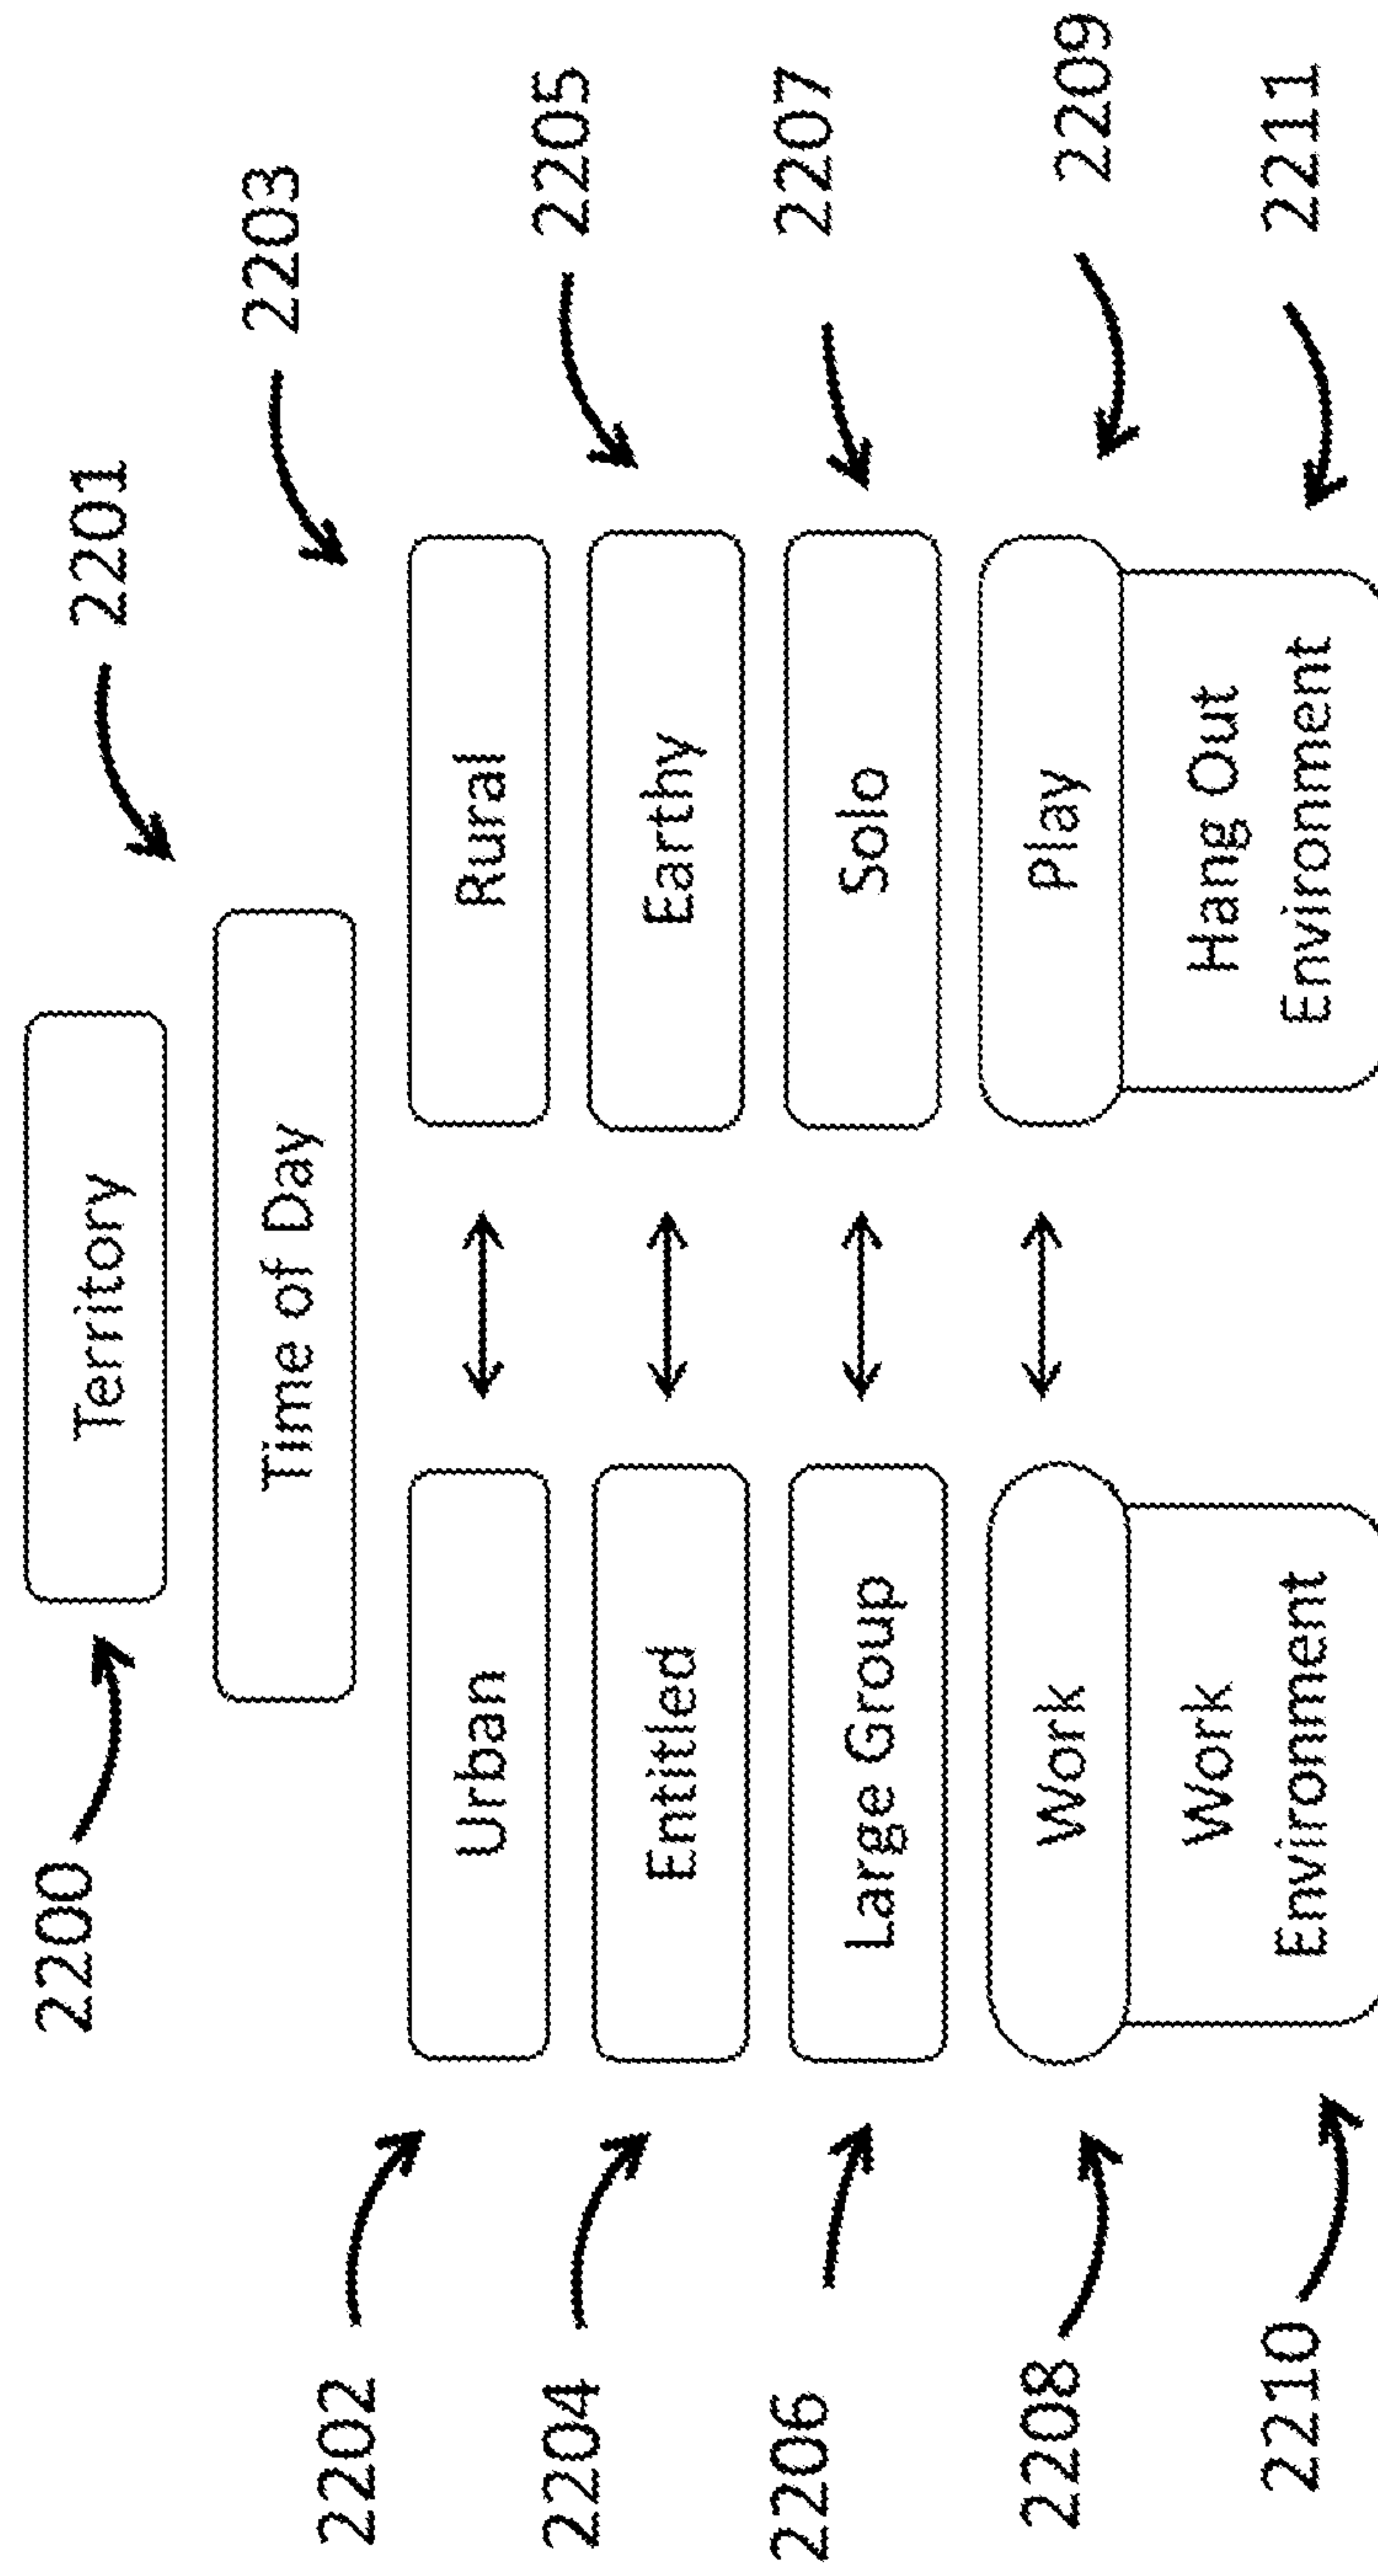 2200
Territory
2201
Time of Day
2203
2202
Urban
Rural
2205
2204
Entitled
Earthy
2207
2206
Large Group
Solo
2209
2208
Work
Play
2210
Work
Environment
Hang Out
Environment
2211